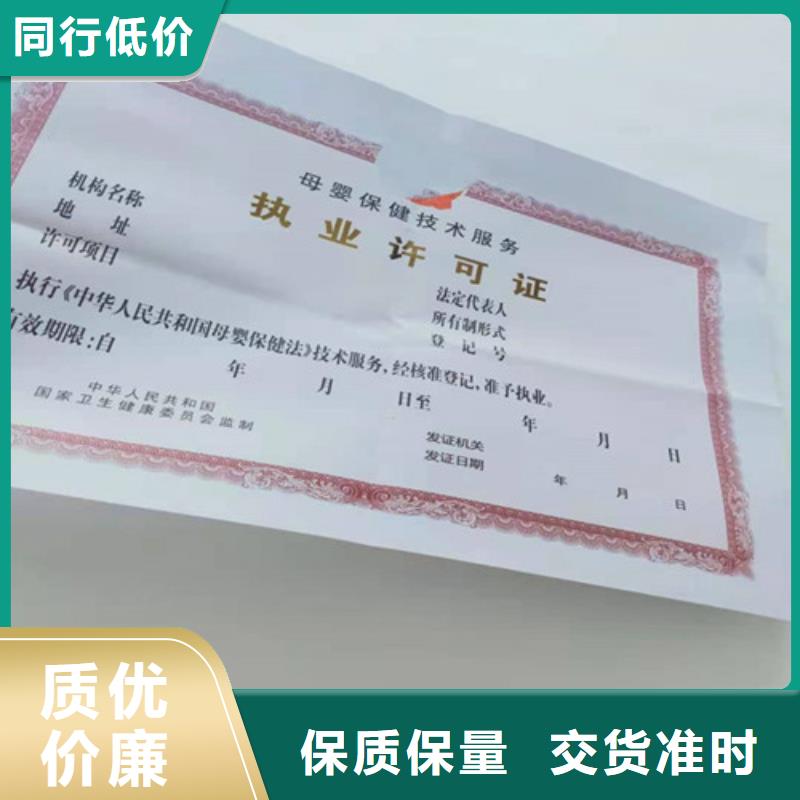 同行低价
母婴保健技术服务
执业许可证
机构名称
地 址
许可项目
法定代表人
所有制形式
登 记 号
执行《中华人民共和国母婴保健法》技术服务，经核准登记，准予执业。
有效期限：自 年 月 日至 年 月 日
中华人民共和国
国家卫生健康委员会监制
发证机关
发证日期 年 月 日
质优
价廉
保质保量 交货准时